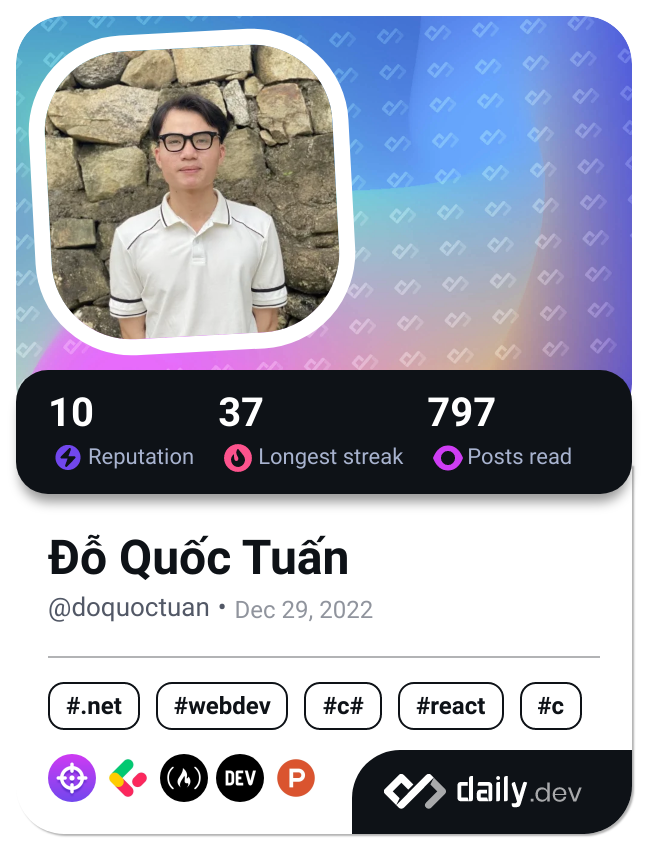 10 37 797
Reputation Longest streak Posts read
Đỗ Quốc Tuấn
@doquoctuan • Dec 29, 2022
#.net #webdev #c# #react #c
DEV P
daily.dev